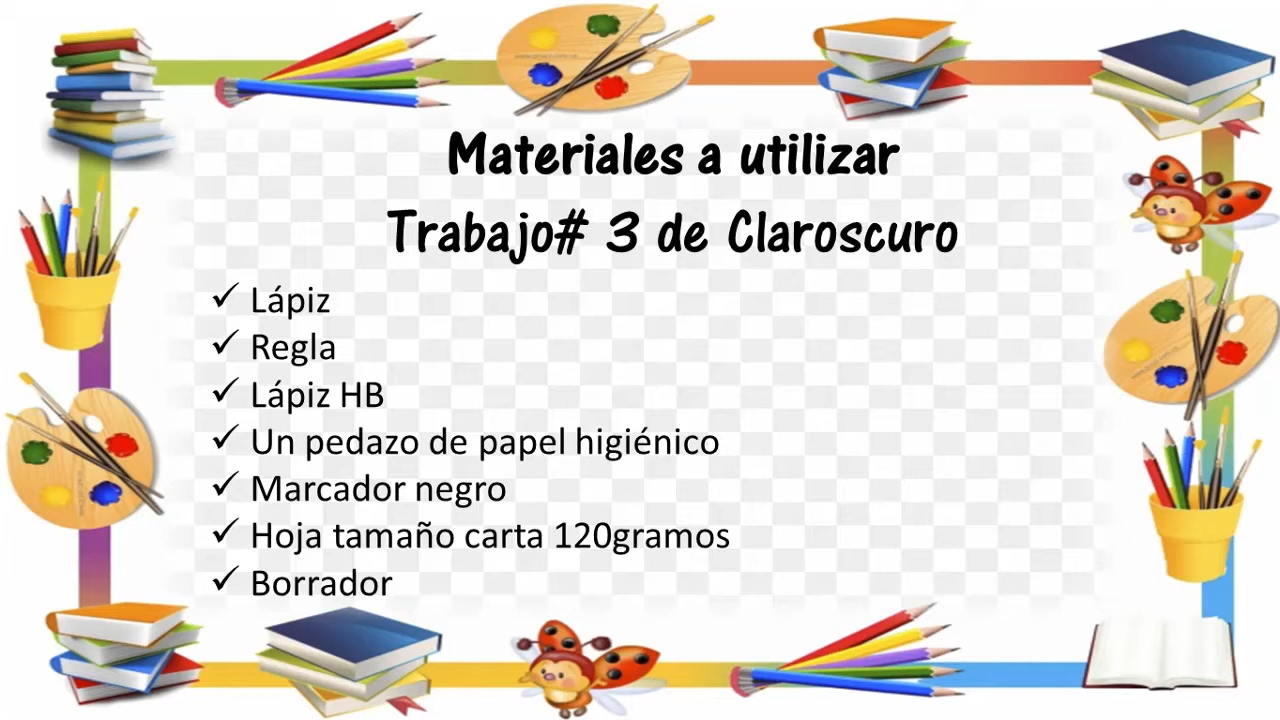 Materiales a utilizar
Trabajo# 3 de Claroscuro
✓ Lápiz
✓ Regla
✓ Lápiz HB
✓ Un pedazo de papel higiénico
✓ Marcador negro
✓ Hoja tamaño carta 120gramos
✓ Borrador